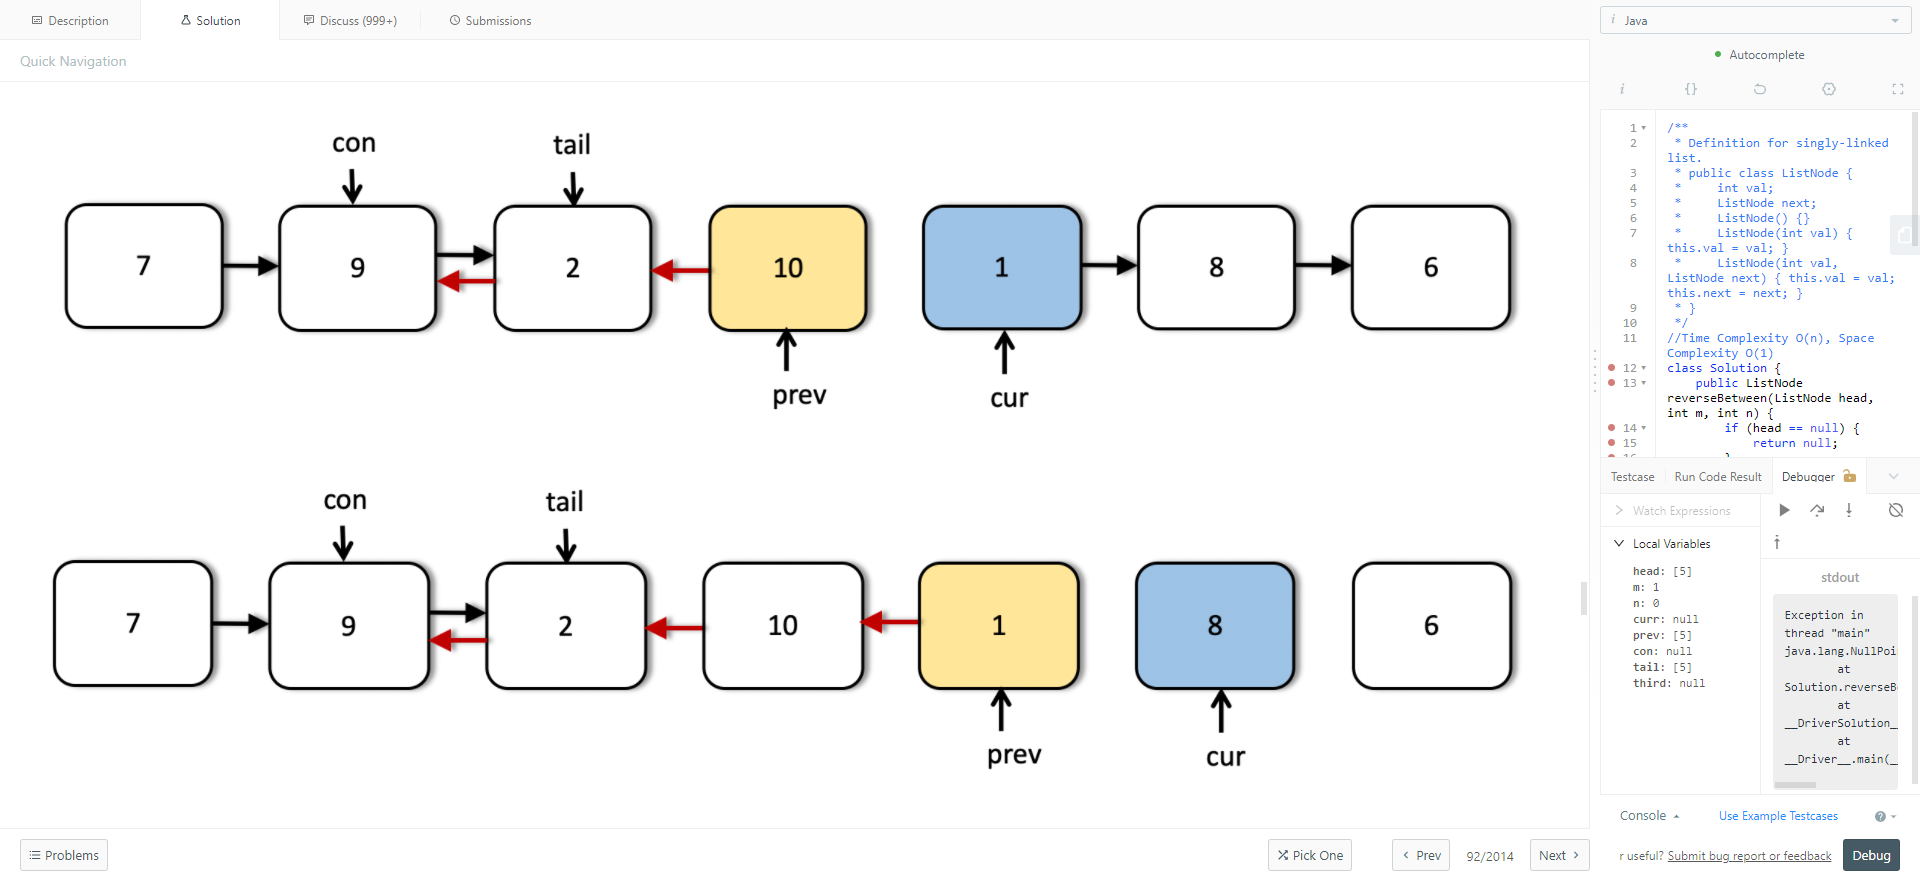 Description
Solution
Discuss (999+)
Submissions
Quick Navigation
con
tail
7
9
2
10
1
8
6
prev
cur
con
tail
7
9
2
10
1
8
6
prev
cur
Problems
Pick One
Prev
92/2014
Next
i Java
Autocomplete
i {}
1 /**
2 * Definition for singly-linked
list.
3 * public class ListNode {
4 * int val;
5 * ListNode next;
6 * ListNode() {}
7 * ListNode(int val) {
this.val = val; }
8 * ListNode(int val,
ListNode next) { this.val = val;
this.next = next; }
9 * }
10 */
11 //Time Complexity O(n), Space
Complexity O(1)
12 class Solution {
13 public ListNode
reverseBetween(ListNode head,
int m, int n) {
14 if (head == null) {
15 return null;
Testcase
Run Code Result
Debugger
Watch Expressions
Local Variables
head: [5]
m: 1
n: 0
curr: null
prev: [5]
con: null
tail: [5]
third: null
stdout
Exception in
thread "main"
java.lang.NullPoi
at
Solution.reverseB
at
__DriverSolution__
at
__Driver__.main(_
Console
Use Example Testcases
r useful? Submit bug report or feedback
Debug